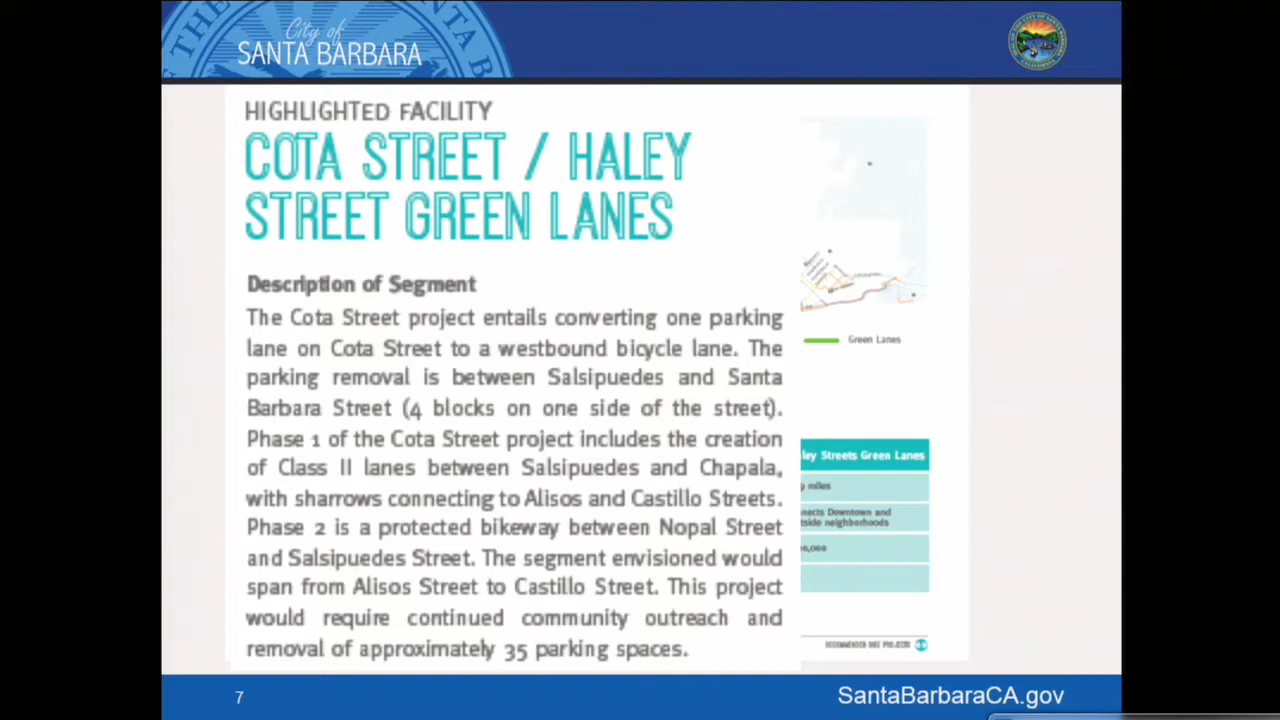 City of
SANTA BARBARA
HIGHLIGHTED FACILITY
COTA STREET / HALEY
STREET GREEN LANES
Description of Segment
The Cota Street project entails converting one parking
lane on Cota Street to a westbound bicycle lane. The
parking removal is between Salsipuedes and Santa
Barbara Street (4 blocks on one side of the street).
Phase 1 of the Cota Street project includes the creation
of Class II lanes between Salsipuedes and Chapala,
with sharrows connecting to Alisos and Castillo Streets.
Phase 2 is a protected bikeway between Nopal Street
and Salsipuedes Street. The segment envisioned would
span from Alisos Street to Castillo Street. This project
would require continued community outreach and
removal of approximately 35 parking spaces.
Green Lanes
ley Streets Green Lanes
miles
nects Downtown and
tside neighborhoods
00,000
RECOMMENDED BIKE PROJECTS
7
SantaBarbaraCA.gov